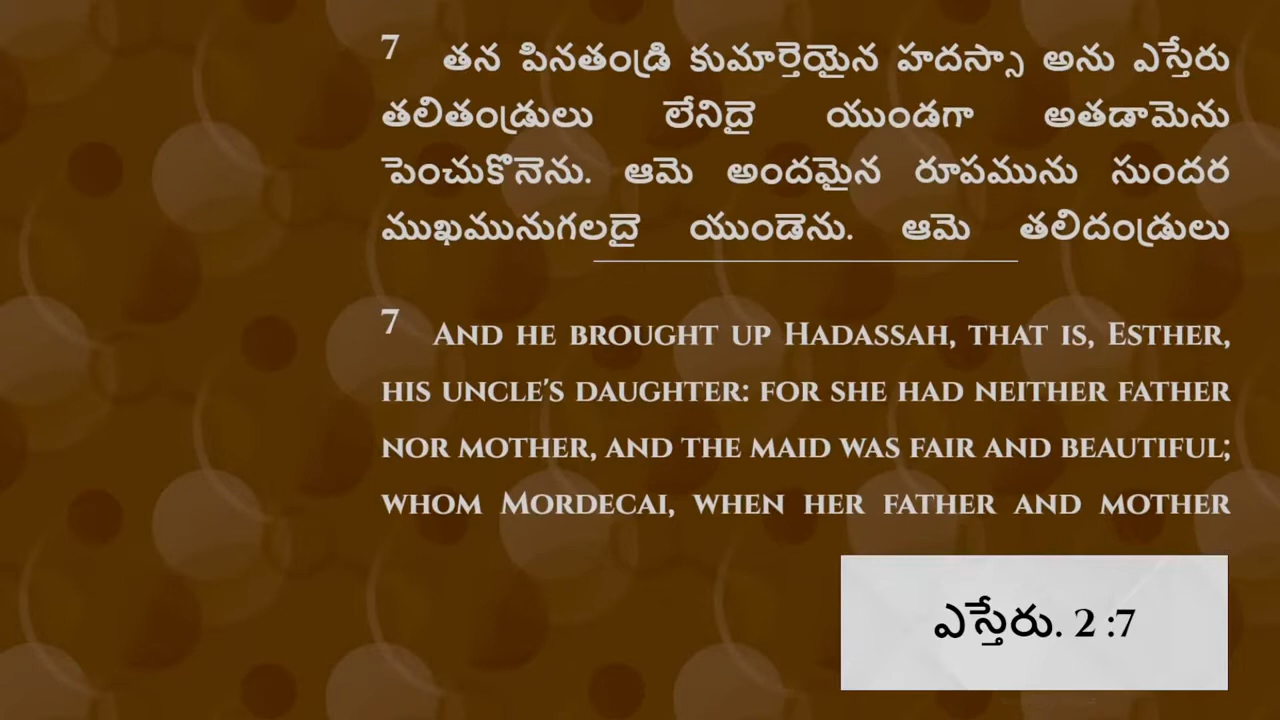 7 తన పినతండ్రి కుమార్తెయైన హదస్సా అను ఎస్తేరు
తలితండ్రులు లేనిదై యుండగా అతడామెను
పెంచుకొనెను. ఆమె అందమైన రూపమును సుందర
ముఖమునుగలదై యుండెను. ఆమె తలిదండ్రులు
7 And he brought up Hadassah, that is, Esther,
his uncle's daughter: for she had neither father
nor mother, and the maid was fair and beautiful;
whom Mordecai, when her father and mother
ఎస్తేరు. 2 :7